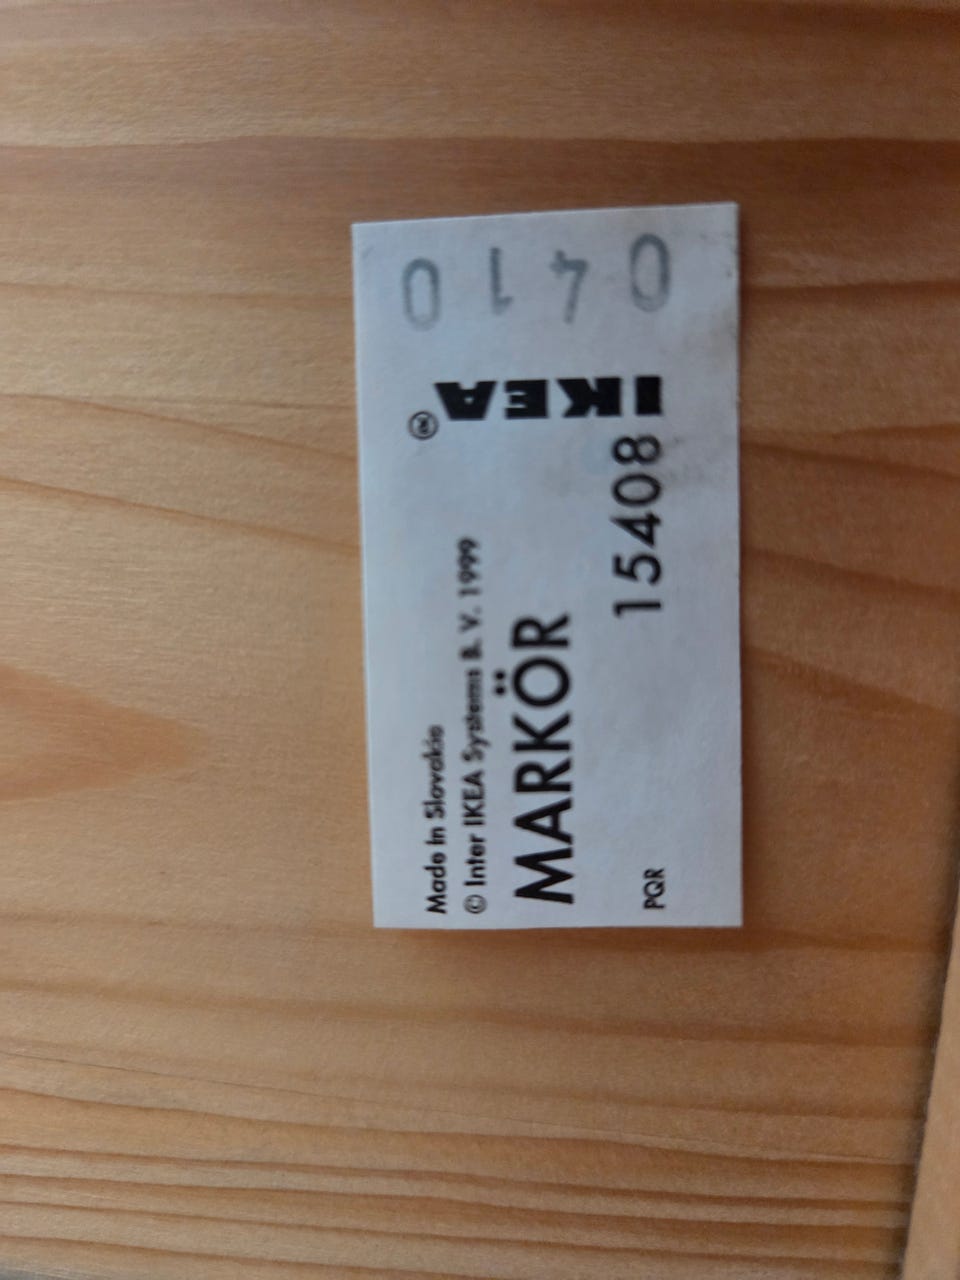 Made in Slovakia
© Inter IKEA Systems B. V. 1999
MARKÖR
PQR
15408
IKEA®
0410